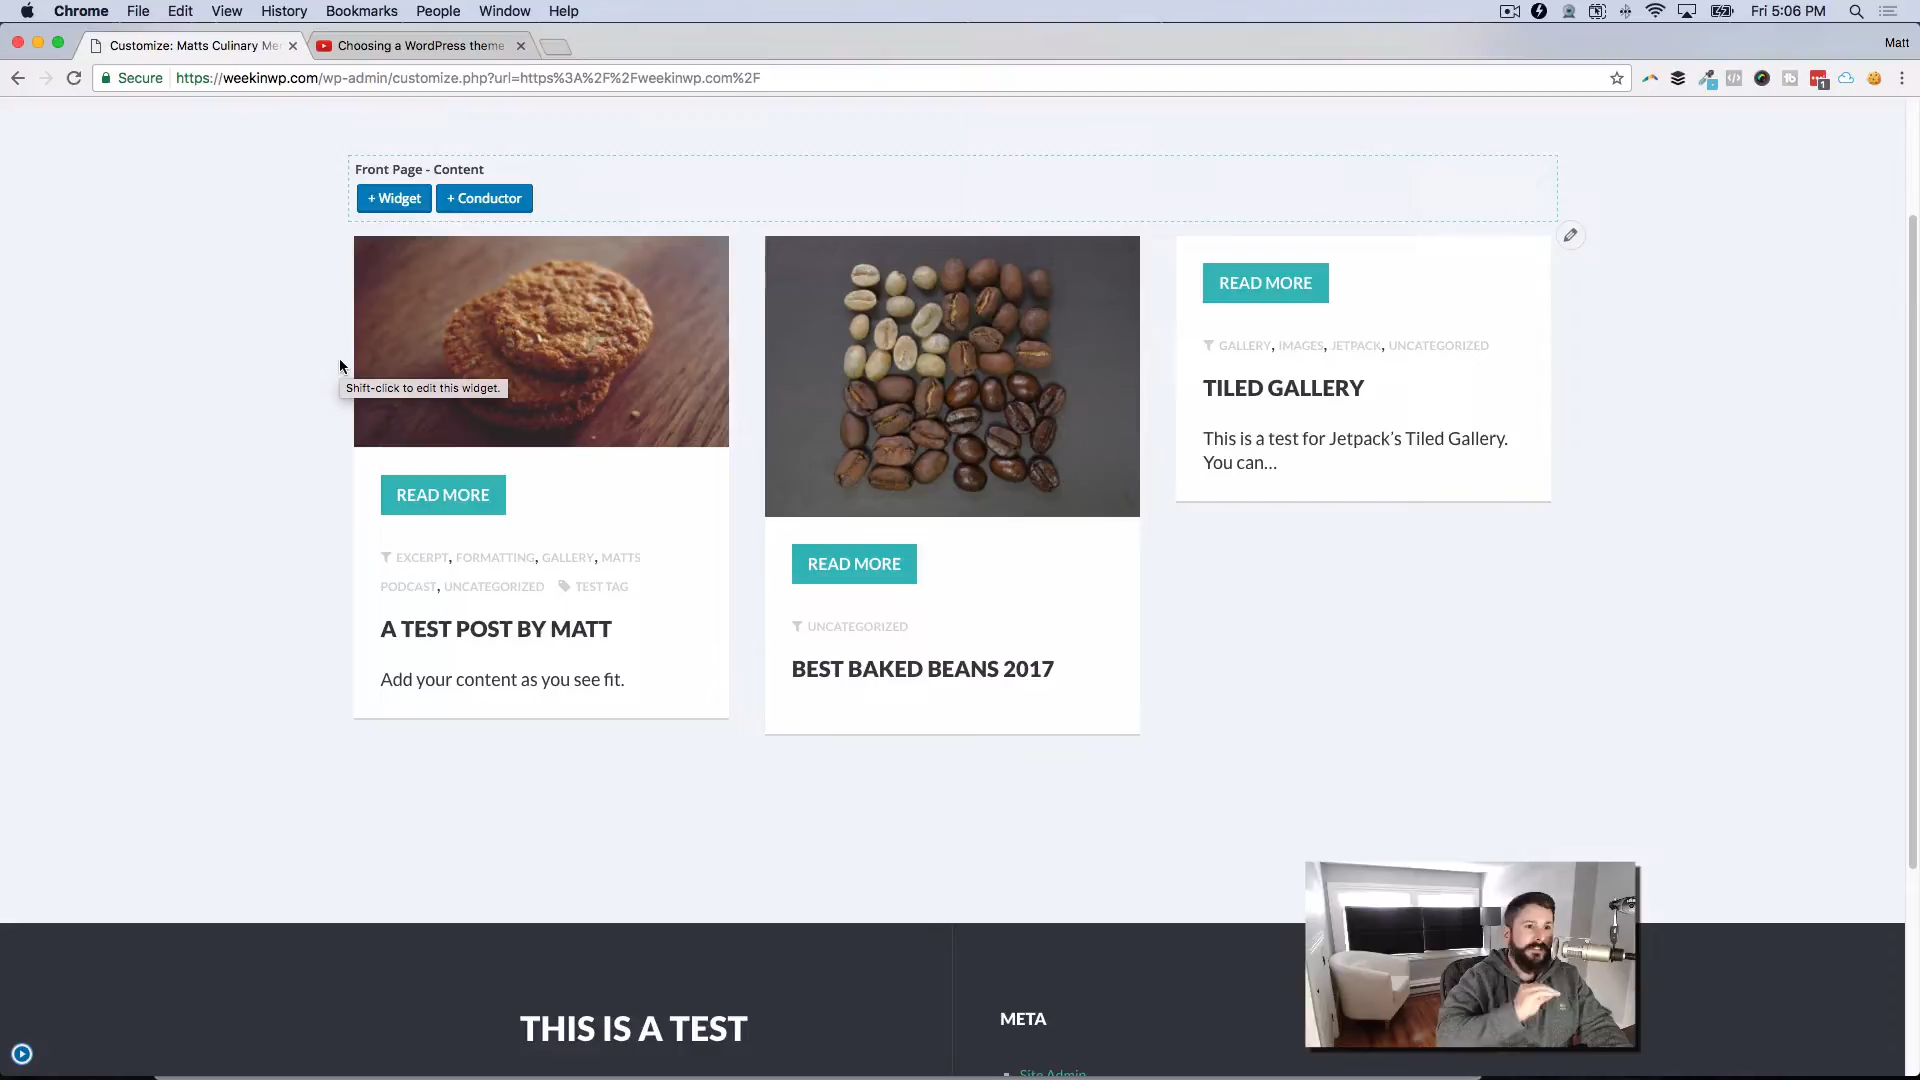 Chrome File Edit View History Bookmarks People Window Help Fri 5:06 PM
Customize: Matts Culinary Me
Choosing a WordPress theme
Matt
Secure https://weekinwp.com/wp-admin/customize.php?url=https%3A%2F%2Fweekinwp.com%2F
1
Front Page - Content
+ Widget + Conductor
Shift-click to edit this widget.
READ MORE
EXCERPT, FORMATTING, GALLERY, MATTS
PODCAST, UNCATEGORIZED TEST TAG
A TEST POST BY MATT
Add your content as you see fit.
READ MORE
UNCATEGORIZED
BEST BAKED BEANS 2017
READ MORE
GALLERY, IMAGES, JETPACK, UNCATEGORIZED
TILED GALLERY
This is a test for Jetpack’s Tiled Gallery.
You can…
THIS IS A TEST
META
Site Admin